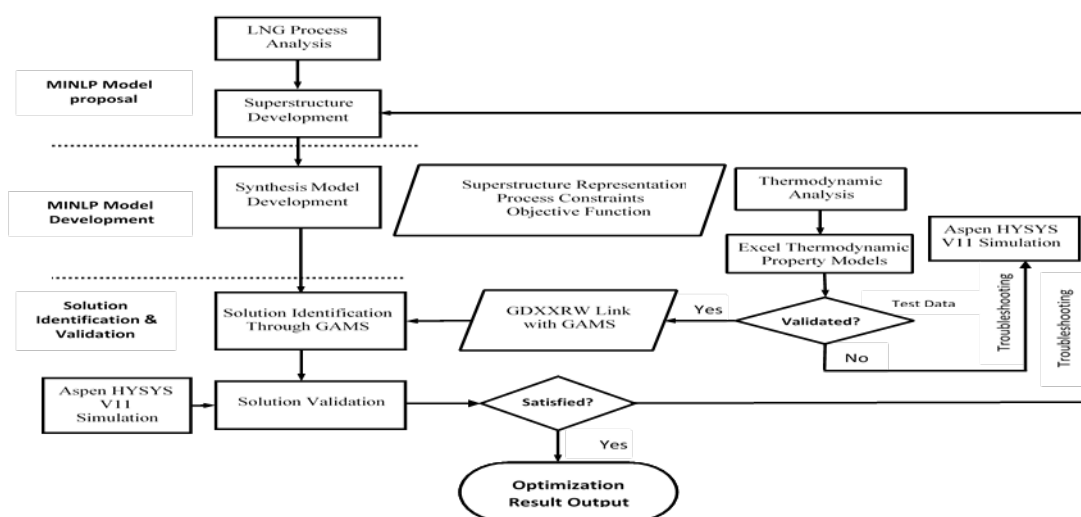 LNG Process
Analysis
MINLP Model
proposal
Superstructure
Development
Synthesis Model
Development
Superstructure Representation
Process Constraints
Objective Function
Thermodynamic
Analysis
MINLP Model
Development
Aspen HYSYS
V11 Simulation
Excel Thermodynamic
Property Models
Solution
Identification &
Validation
Solution Identification
Through GAMS
GDXXRW Link
with GAMS
Yes
Validated?
Test Data
No
Troubleshooting
Troubleshooting
Aspen HYSYS
V11
Simulation
Solution Validation
Satisfied?
Yes
Optimization
Result Output